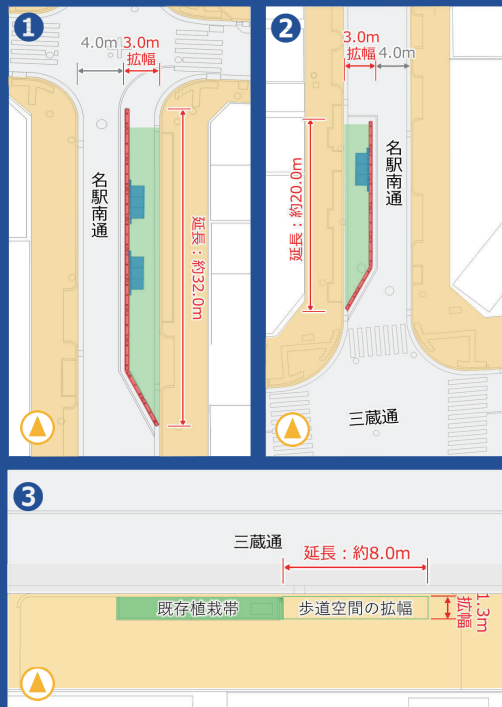 1
4.0m 3.0m
拡幅
名駅南通
延長：約32.0m
2
3.0m
拡幅
4.0m
名駅南通
延長：約20.0m
三蔵通
3
三蔵通
延長：約8.0m
既存植栽帯
歩道空間の拡幅
1.3m
拡幅